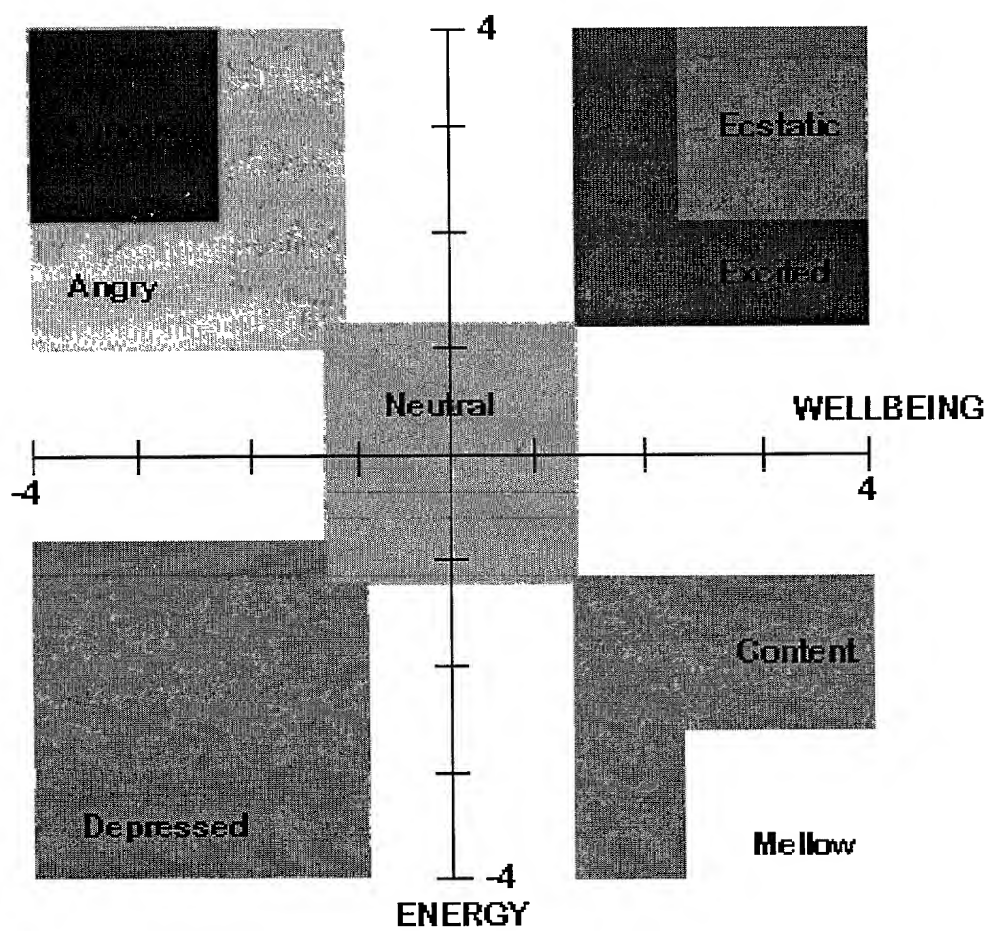 4
Ecstatic
Excited
Angry
Neutral
WELLBEING
-4
4
Content
Depressed
Mellow
-4
ENERGY